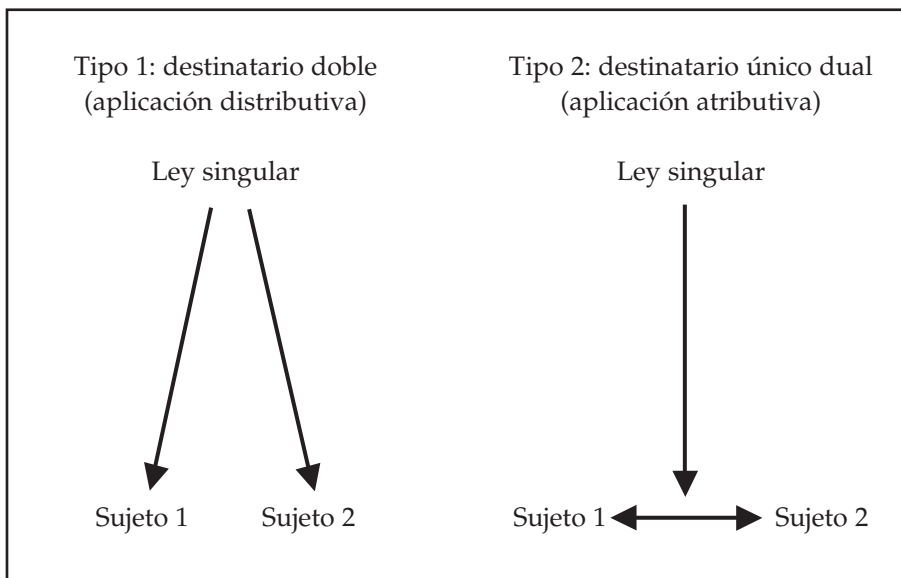 Tipo 1: destinatario doble
(aplicación distributiva)
Ley singular
Sujeto 1
Sujeto 2
Tipo 2: destinatario único dual
(aplicación atributiva)
Ley singular
Sujeto 1
Sujeto 2